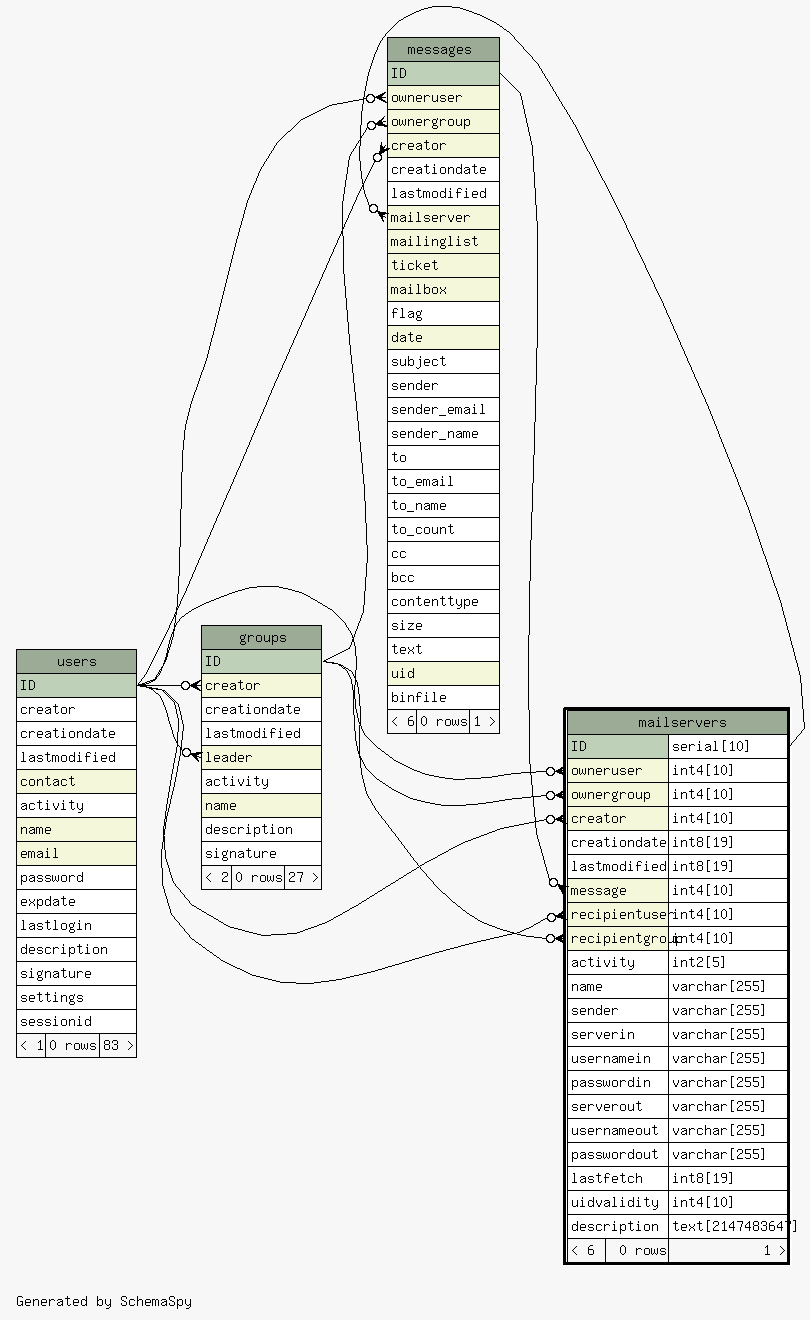 messages
ID
owneruser
ownergroup
creator
creationdate
lastmodified
mailserver
mailinglist
ticket
mailbox
flag
date
subject
sender
sender_email
sender_name
to
to_email
to_name
to_count
cc
bcc
contenttype
size
text
uid
binfile
< 6 0 rows 1 >
groups
ID
creator
creationdate
lastmodified
leader
activity
name
description
signature
< 2 0 rows 27 >
users
ID
creator
creationdate
lastmodified
contact
activity
name
email
password
expdate
lastlogin
description
signature
settings
sessionid
< 1 0 rows 83 >
mailservers
ID serial[10]
owneruser int4[10]
ownergroup int4[10]
creator int4[10]
creationdate int8[19]
lastmodified int8[19]
message int4[10]
recipientuser int4[10]
recipientgroup int4[10]
activity int2[5]
name varchar[255]
sender varchar[255]
serverin varchar[255]
usernamein varchar[255]
passwordin varchar[255]
serverout varchar[255]
usernameout varchar[255]
passwordout varchar[255]
lastfetch int8[19]
uidvalidity int4[10]
description text[2147483647]
< 6 0 rows 1 >
Generated by SchemaSpy